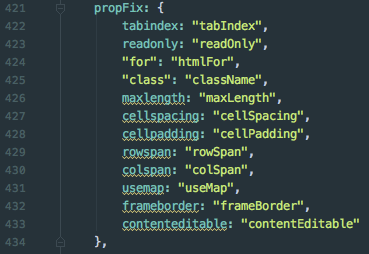 421 propFix: {
422 tabindex: "tabIndex",
423 readonly: "readOnly",
424 "for": "htmlFor",
425 "class": "className",
426 maxlength: "maxLength",
427 cellspacing: "cellSpacing",
428 cellpadding: "cellPadding",
429 rowspan: "rowSpan",
430 colspan: "colSpan",
431 usemap: "useMap",
432 frameborder: "frameBorder",
433 contenteditable: "contentEditable"
434 },